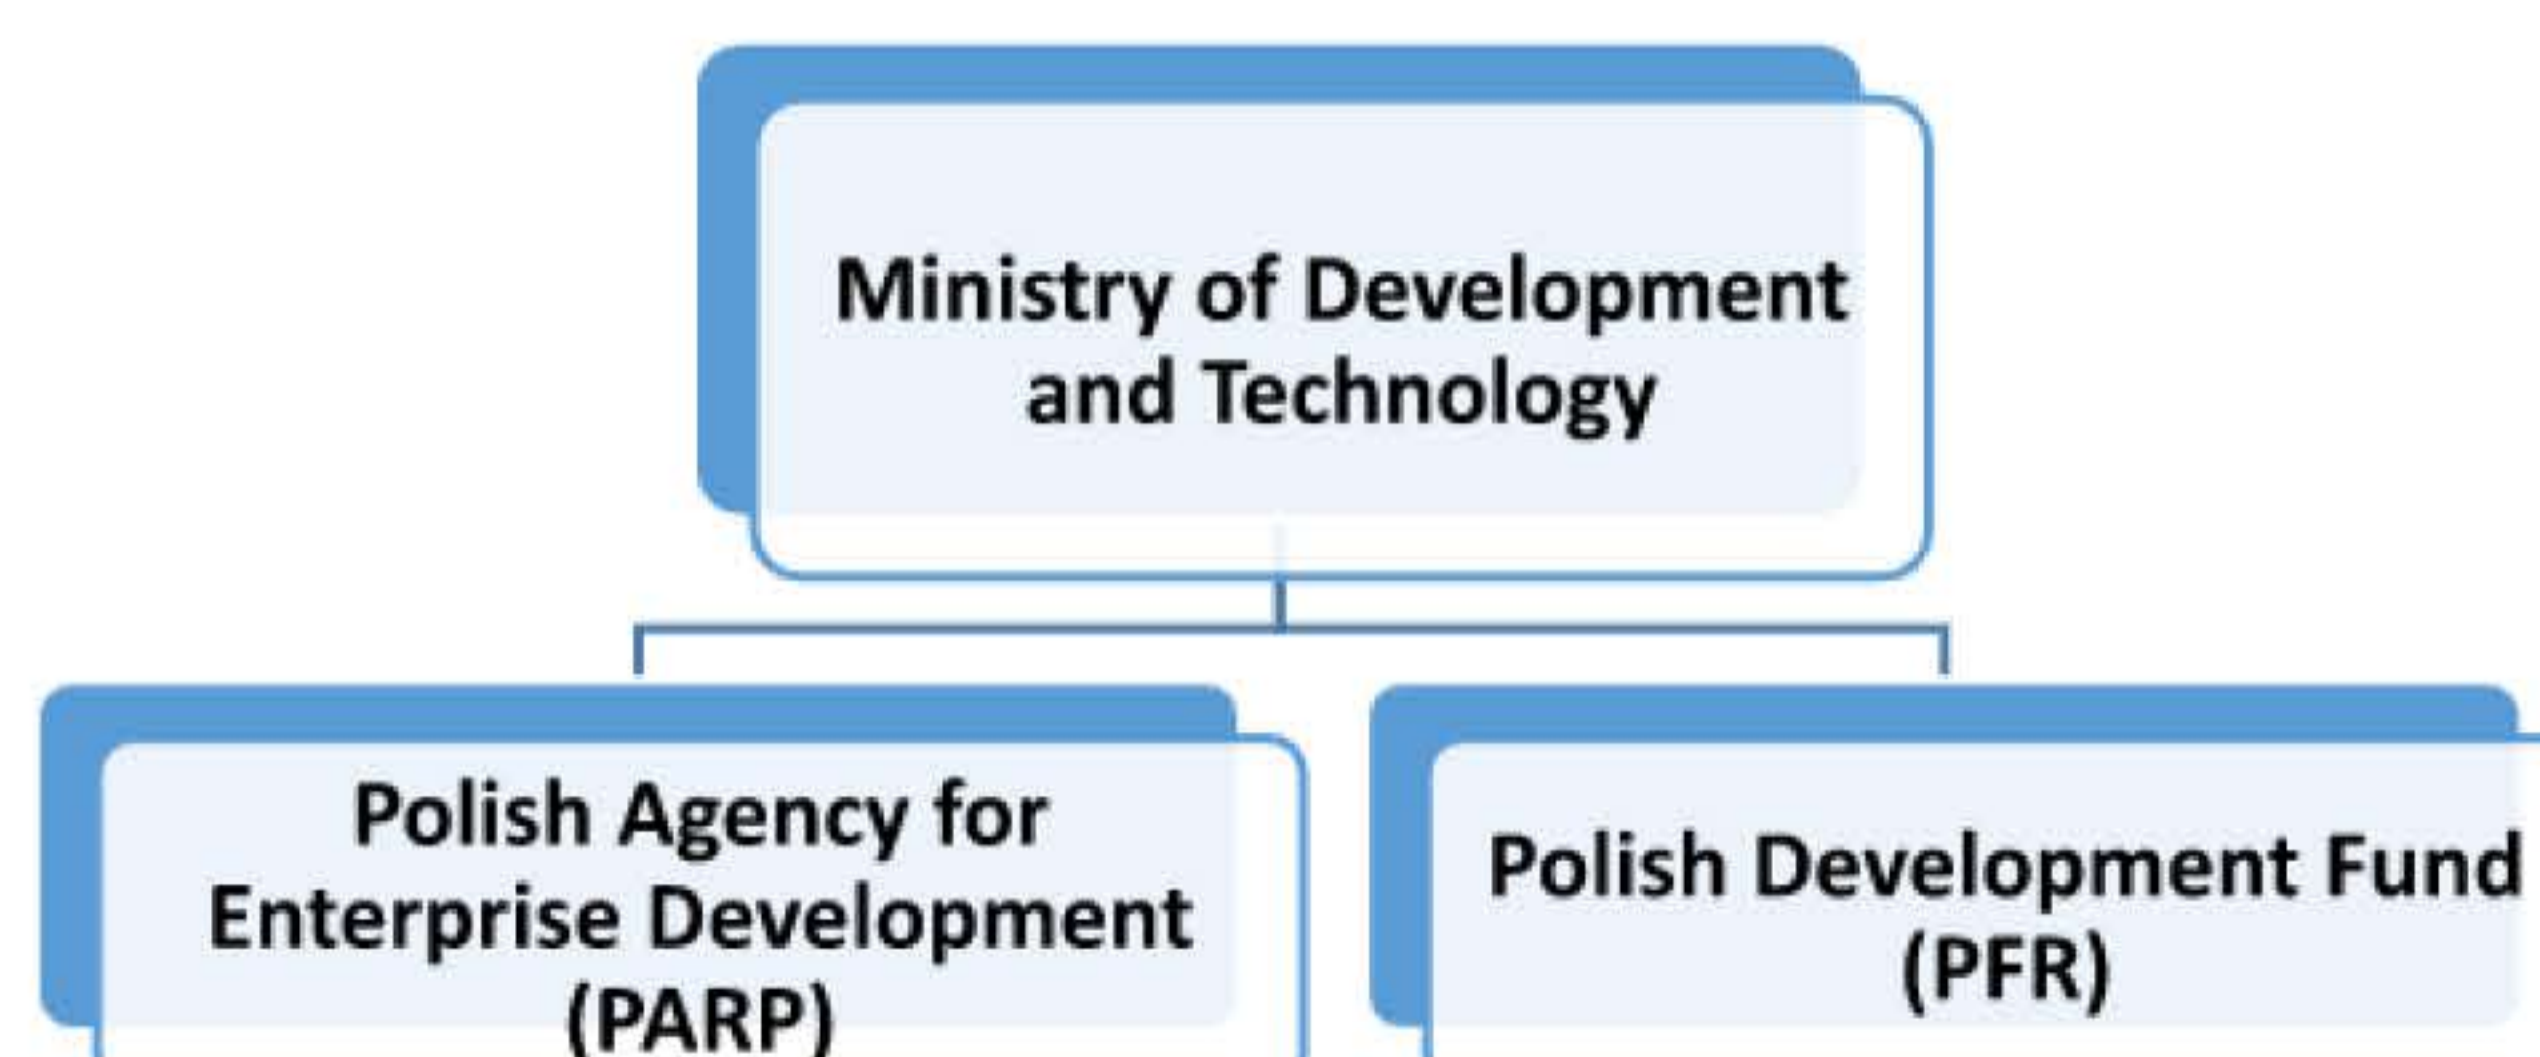 Ministry of Development
and Technology
Polish Agency for
Enterprise Development
(PARP)
Polish Development Fund
(PFR)